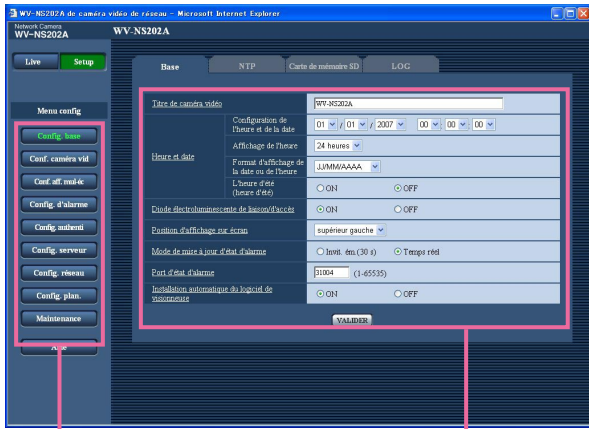 WV-NS202A de caméra vidéo de réseau - Microsoft Internet Explorer
Network Camera
WV-NS202A
WV-NS202A
Live Setup
Base NTP Carte de mémoire SD LOG
Menu config
Config. base
Conf. caméra vid
Conf. aff. mul-éc
Config. d'alarme
Config. authenti
Config. serveur
Config. réseau
Config. plan.
Maintenance
Titre de caméra vidéo WV-NS202A
Heure et date
Configuration de
l'heure et de la date
01 / 01 / 2007 00 : 00 : 00
Affichage de l'heure 24 heures
Format d'affichage de
la date ou de l'heure
JJ/MM/AAAA
L'heure d'été
(heure d'été)
ON OFF
Diode électroluminescente de liaison/d'accès ON OFF
Position d'affichage sur écran supérieur gauche
Mode de mise à jour d'état d'alarme Invit. ém.(30 s) Temps réel
Port d'état d'alarme 31004 (1-65535)
Installation automatique du logiciel de
visionneuse
ON OFF
VALIDER